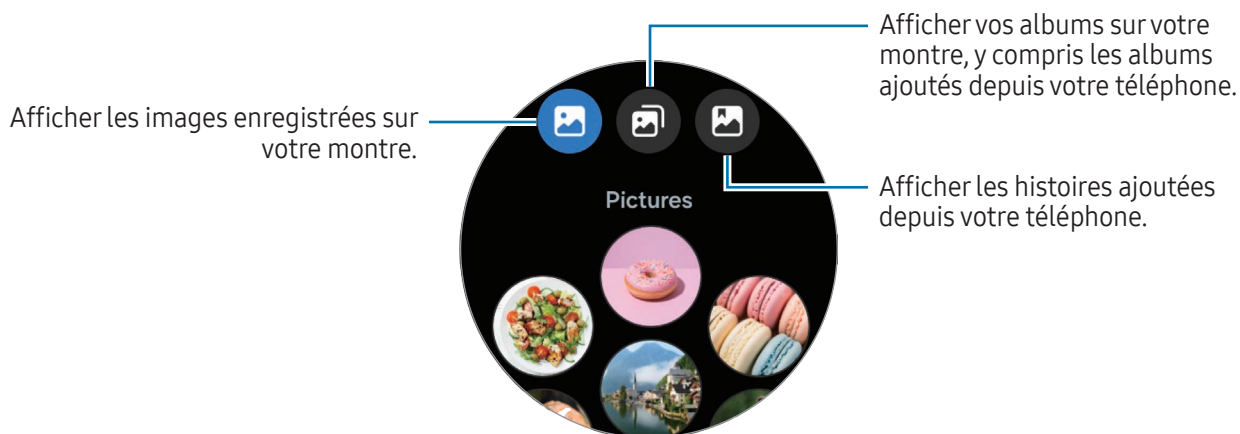 Afficher vos albums sur votre
montre, y compris les albums
ajoutés depuis votre téléphone.
Afficher les images enregistrées sur
votre montre.
Afficher les histoires ajoutées
depuis votre téléphone.
Pictures